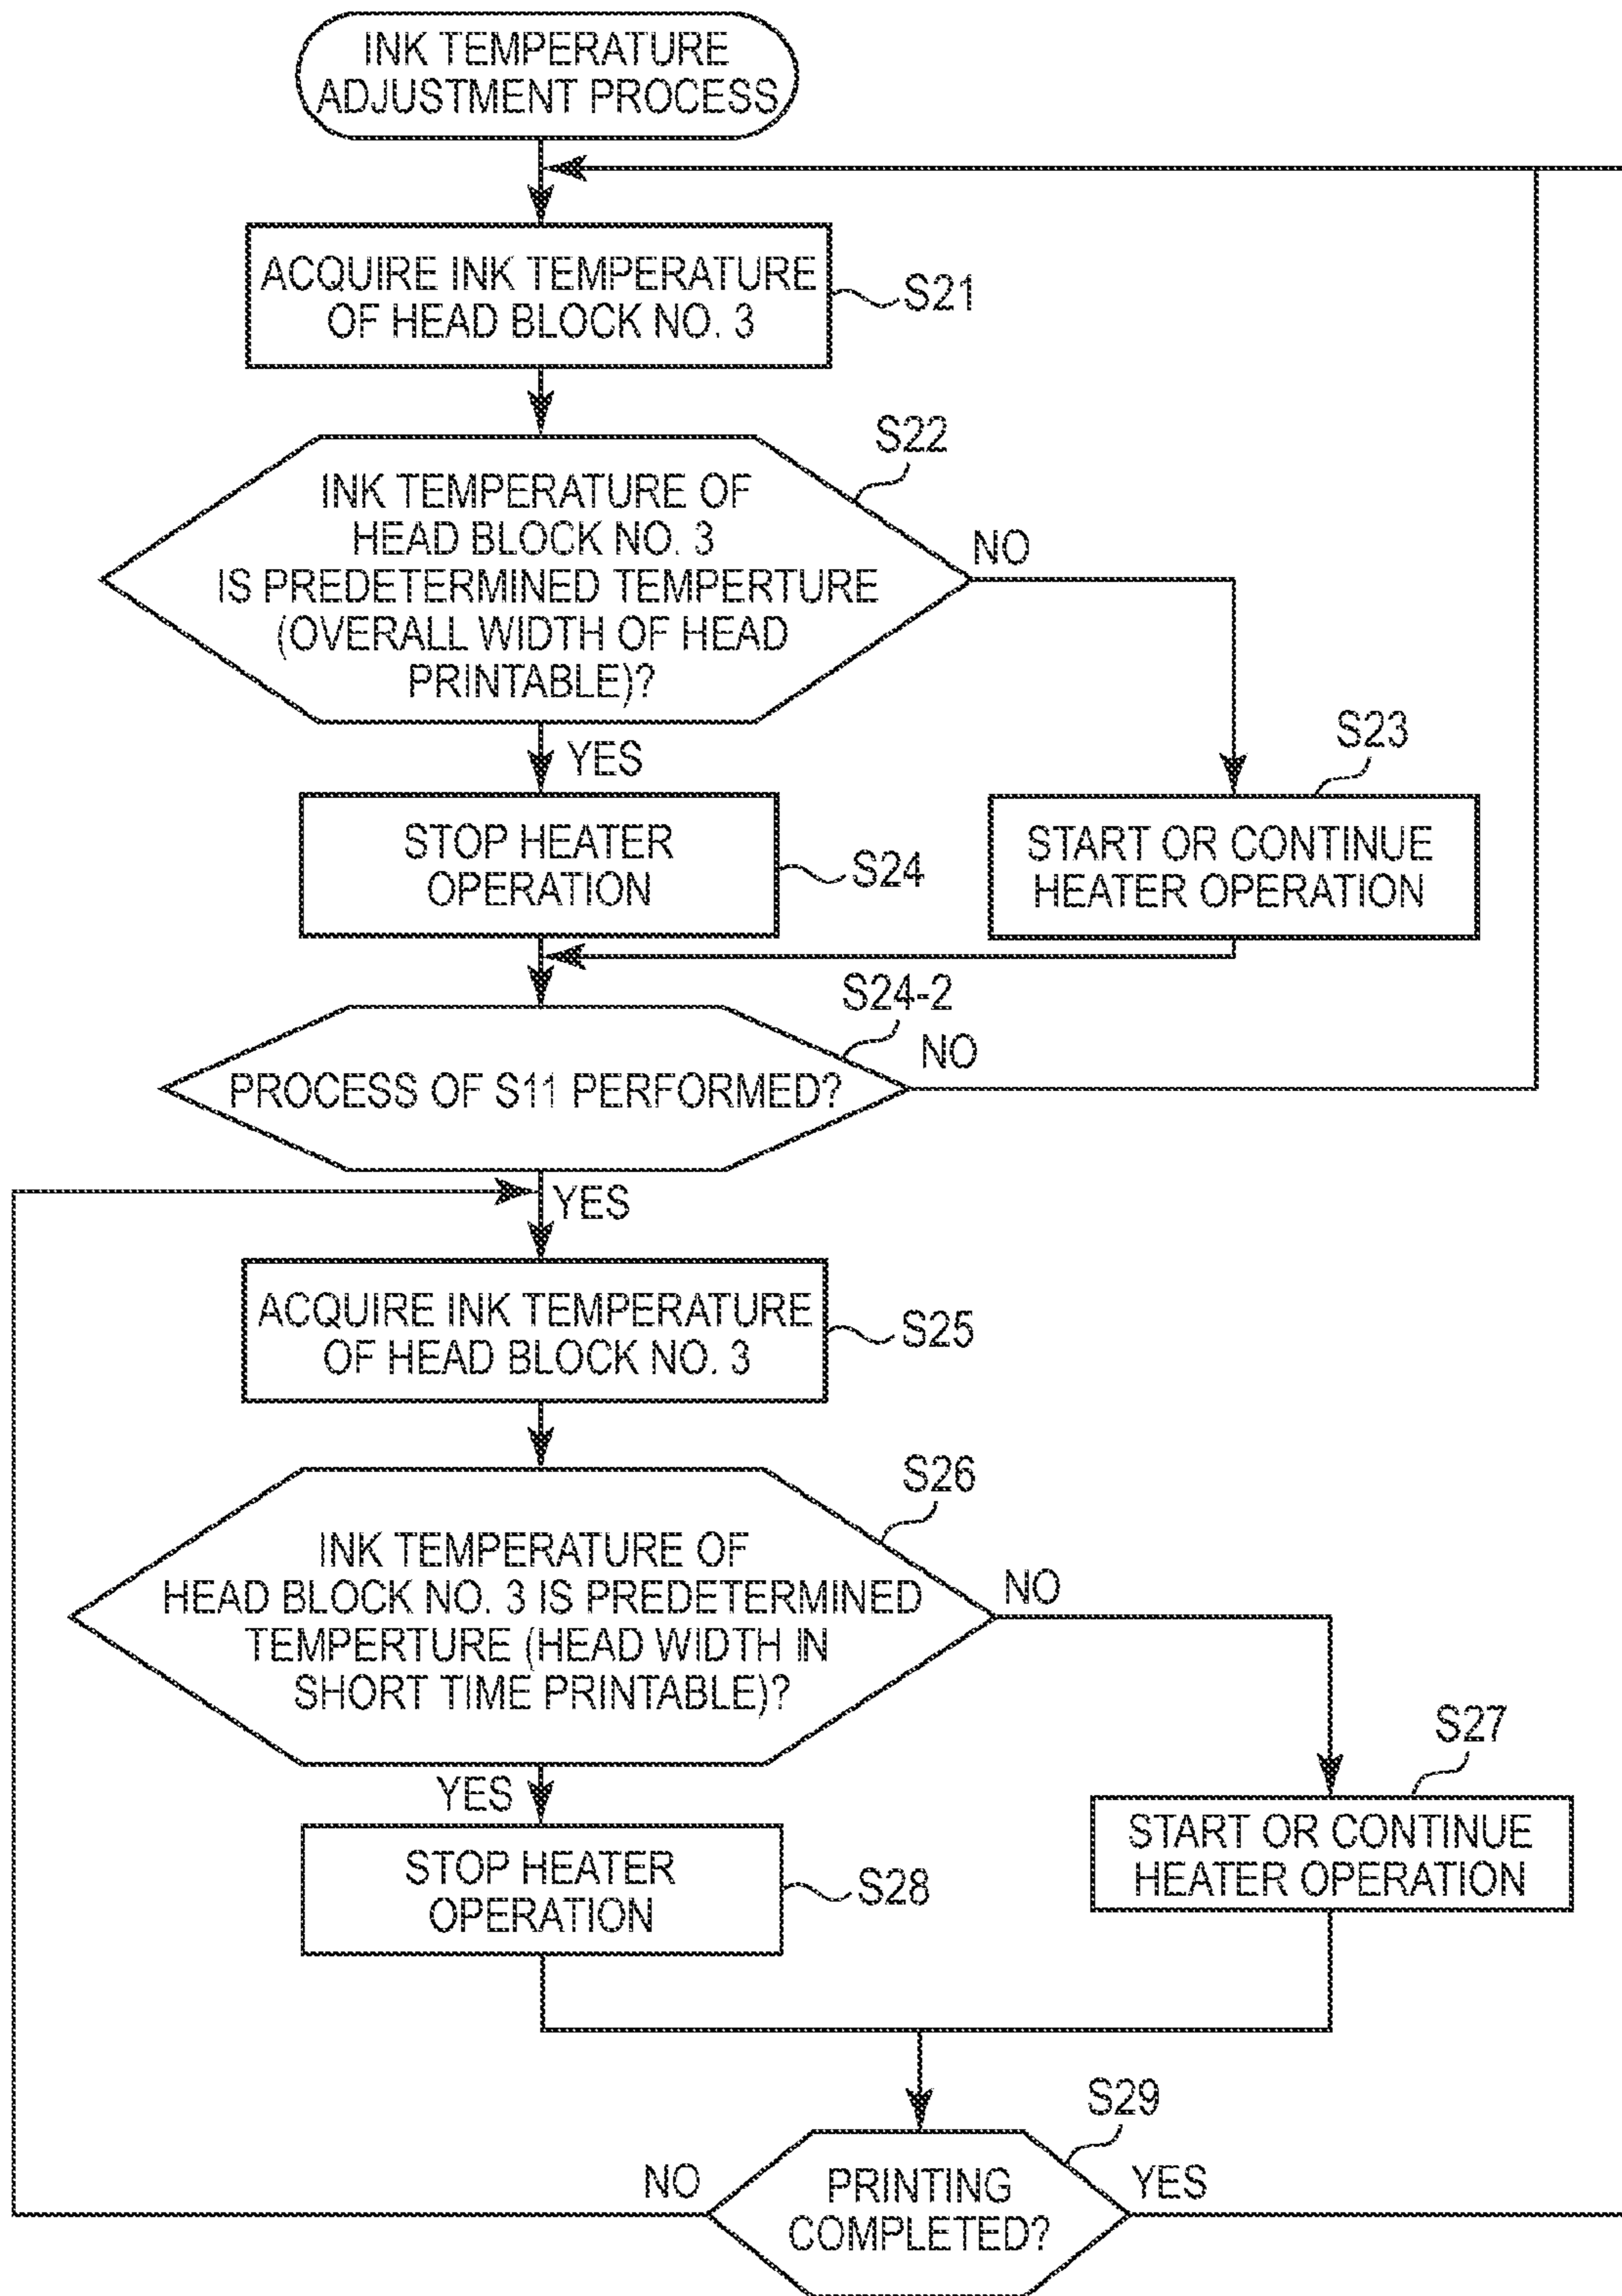 INK TEMPERATURE
ADJUSTMENT PROCESS
ACQUIRE INK TEMPERATURE
OF HEAD BLOCK NO. 3
S21
S22
INK TEMPERATURE OF
HEAD BLOCK NO. 3
IS PREDETERMINED TEMPERTURE
(OVERALL WIDTH OF HEAD
PRINTABLE)?
NO
YES
S23
STOP HEATER
OPERATION
S24
START OR CONTINUE
HEATER OPERATION
S24-2
PROCESS OF S11 PERFORMED?
NO
YES
ACQUIRE INK TEMPERATURE
OF HEAD BLOCK NO. 3
S25
S26
INK TEMPERATURE OF
HEAD BLOCK NO. 3 IS PREDETERMINED
TEMPERTURE (HEAD WIDTH IN
SHORT TIME PRINTABLE)?
NO
YES
S27
STOP HEATER
OPERATION
S28
START OR CONTINUE
HEATER OPERATION
S29
PRINTING
COMPLETED?
NO
YES